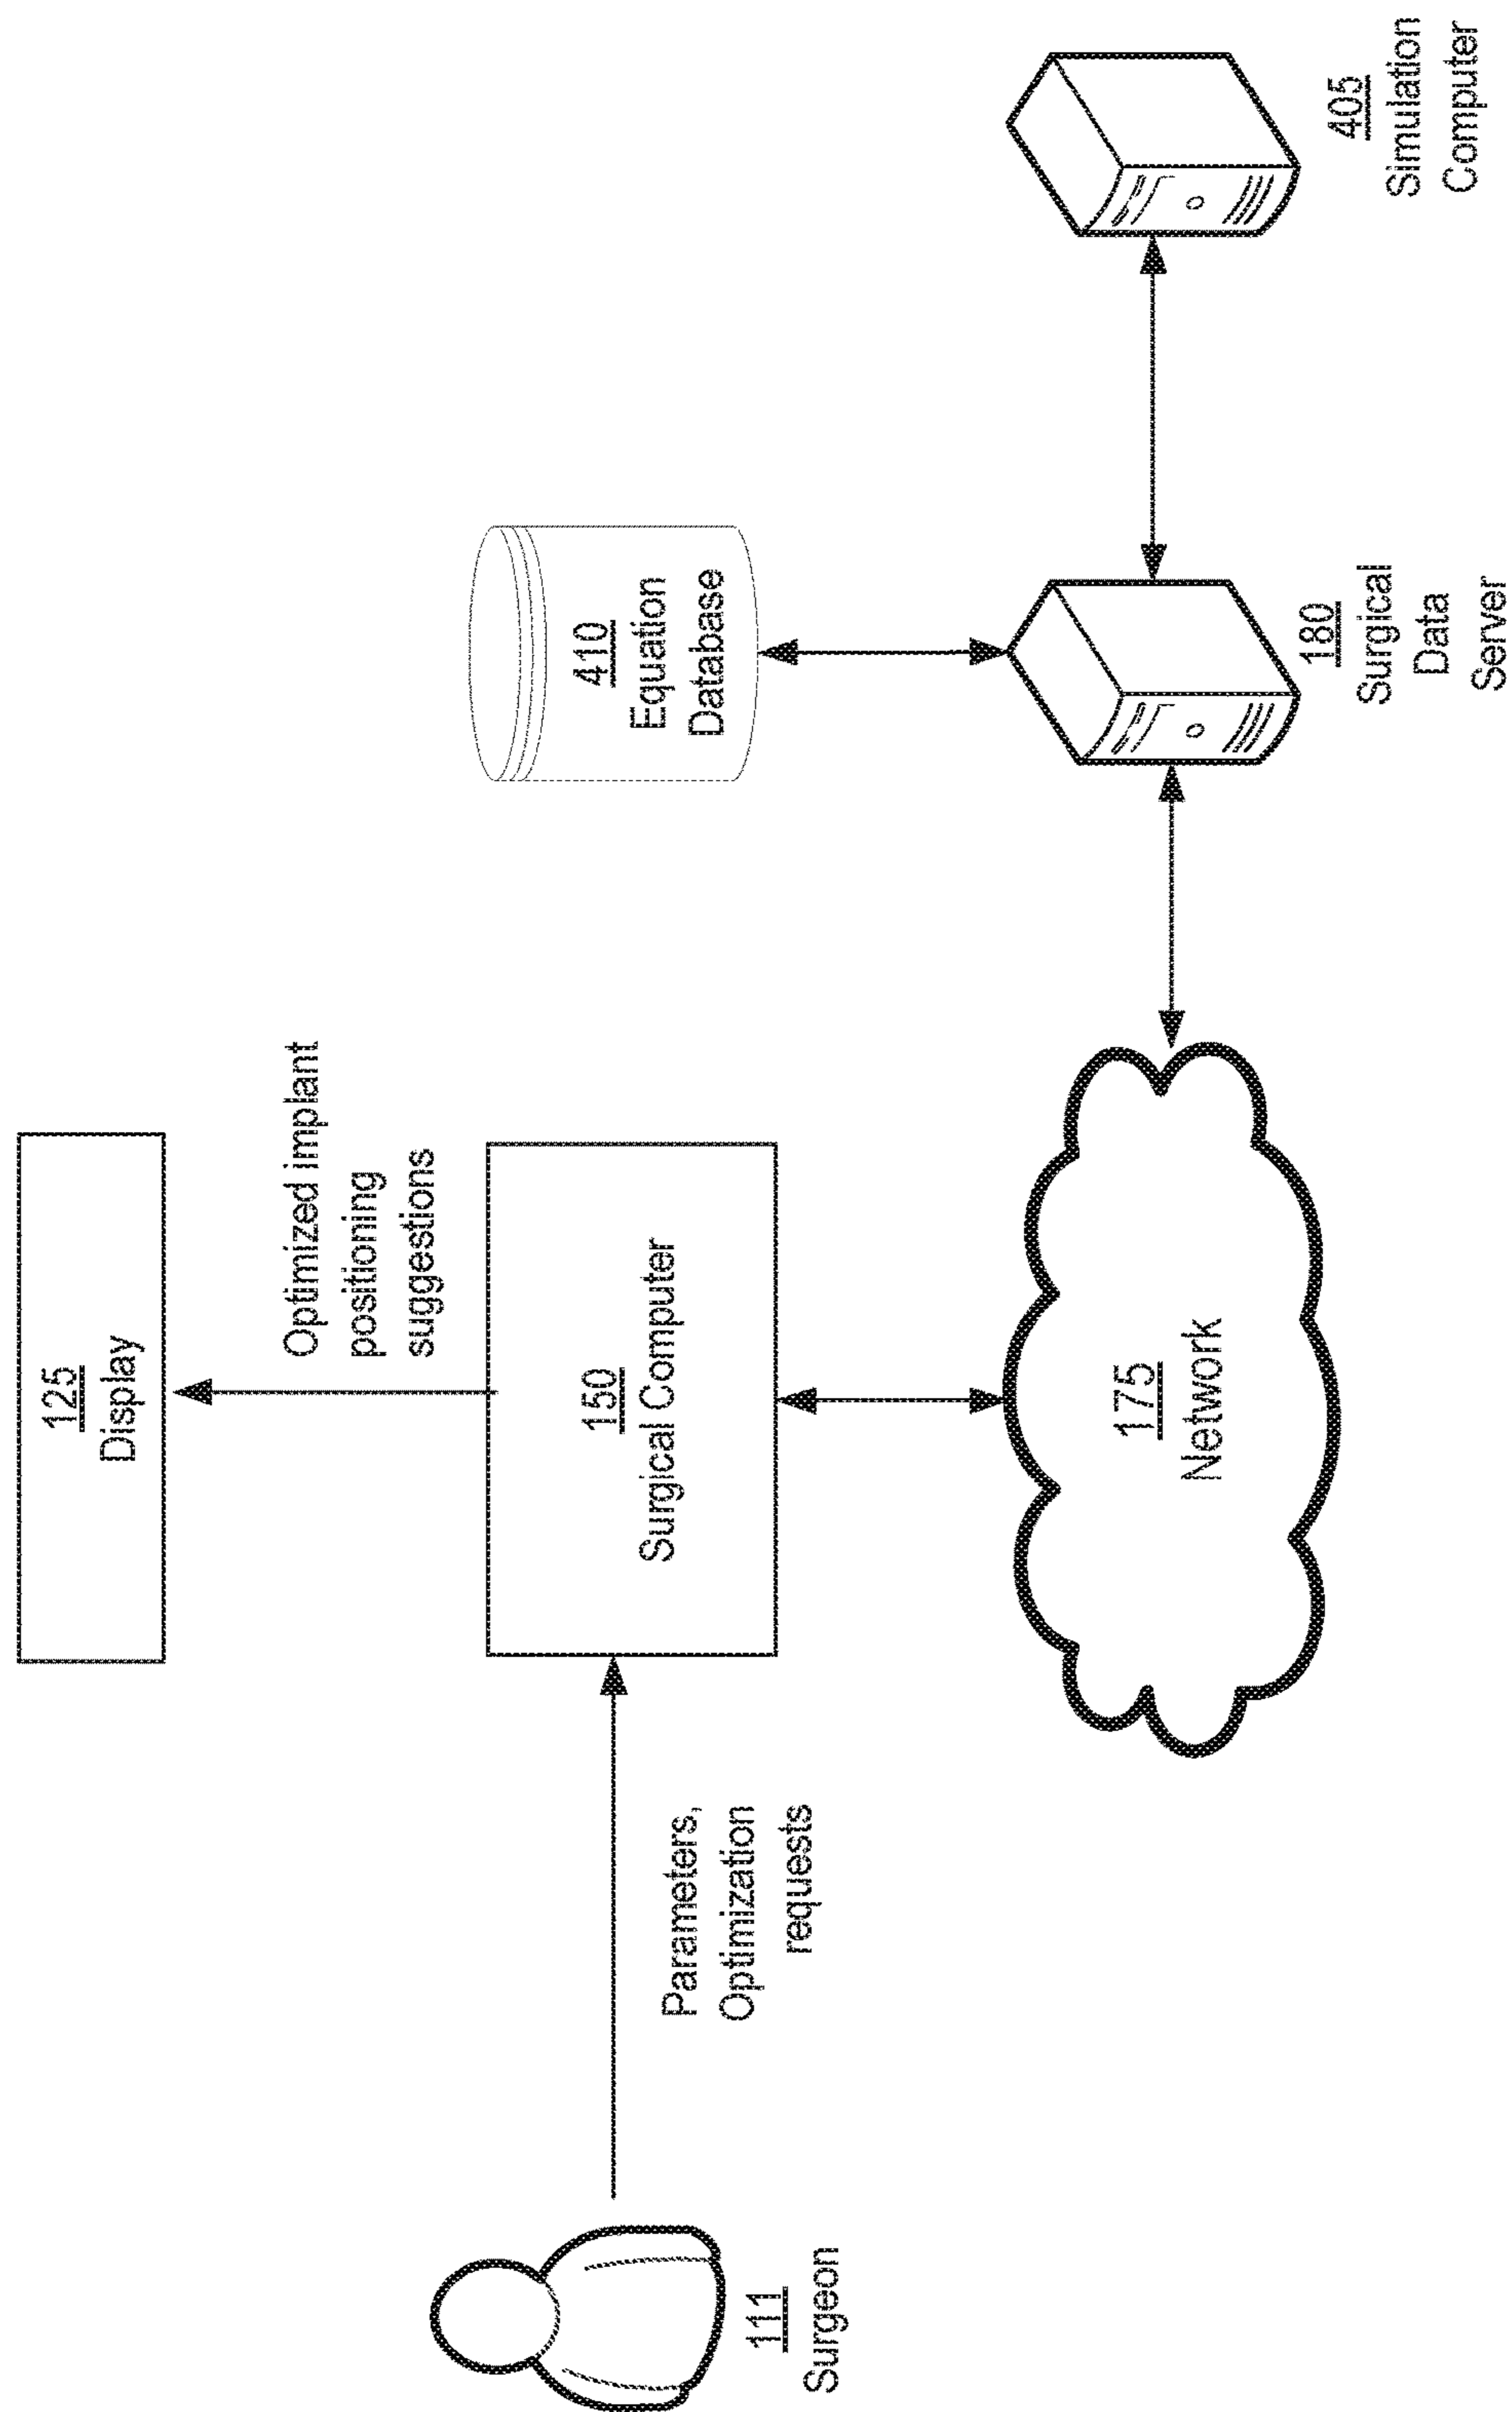 125
Display
Optimized implant
positioning
suggestions
111
Surgeon
Parameters,
Optimization
requests
150
Surgical Computer
410
Equation
Database
175
Network
180
Surgical
Data
Server
405
Simulation
Computer